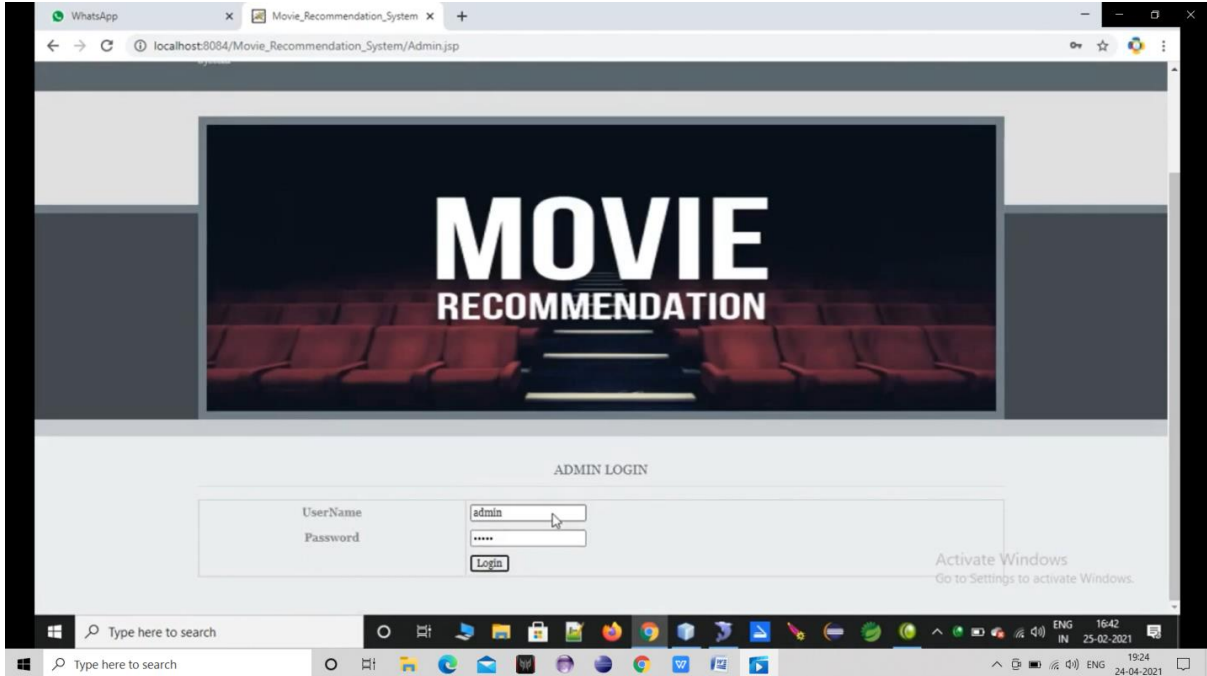 WhatsApp
Movie_Recommendation_System
localhost:8084/Movie_Recommendation_System/Admin.jsp
MOVIE
RECOMMENDATION
ADMIN LOGIN
UserName admin
Password •••••
Login
Activate Windows
Go to Settings to activate Windows.
Type here to search ENG 16:42
IN 25-02-2021
Type here to search ENG 19:24
24-04-2021